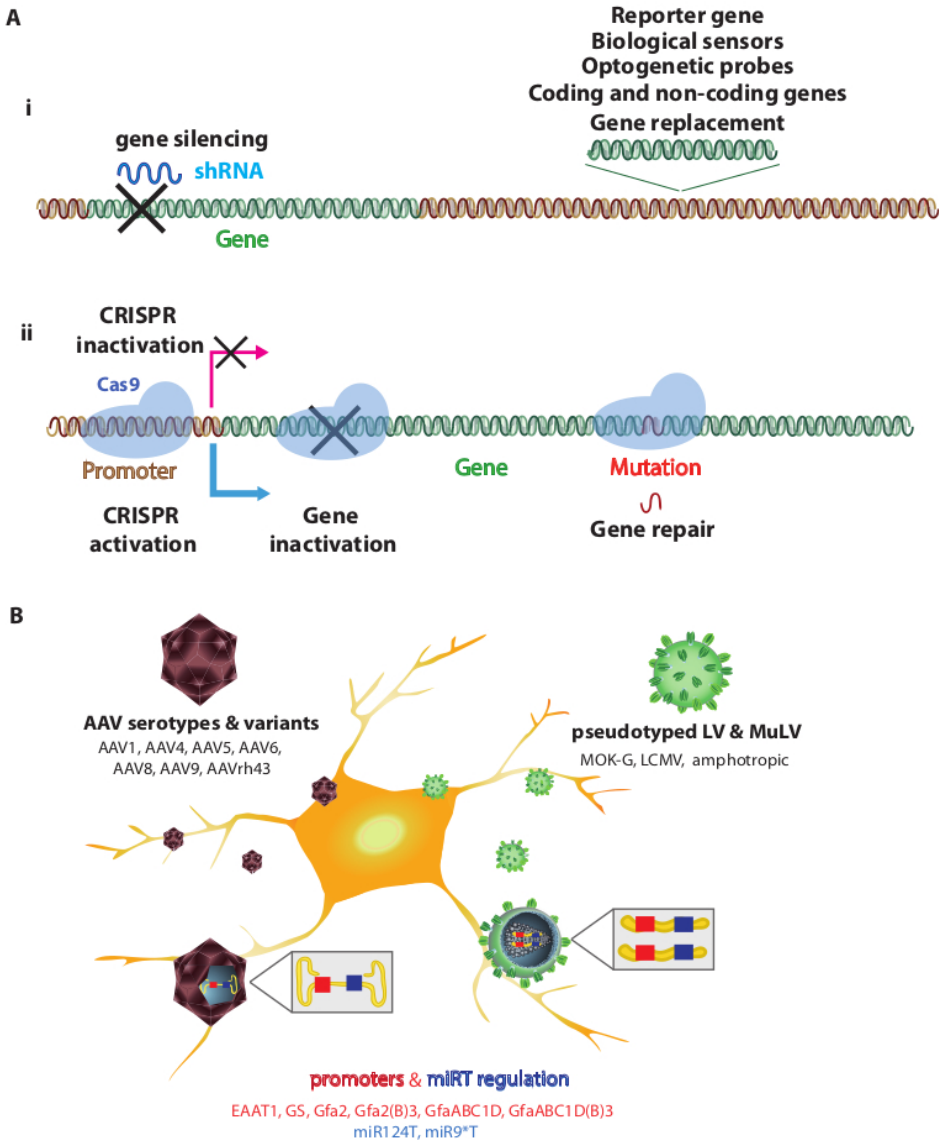 A
Reporter gene
Biological sensors
Optogenetic probes
Coding and non-coding genes
Gene replacement
i
gene silencing
shRNA
Gene
ii
CRISPR
inactivation
Cas9
Promoter
Gene
Mutation
CRISPR
activation
Gene
inactivation
Gene repair
B
AAV serotypes & variants
AAV1, AAV4, AAV5, AAV6,
AAV8, AAV9, AAVrh43
pseudotyped LV & MuLV
MOK-G, LCMV, amphotropic
promoters & miRT regulation
EAAT1, GS, Gfa2, Gfa2(B)3, GfaABC1D, GfaABC1D(B)3
miR124T, miR9*T